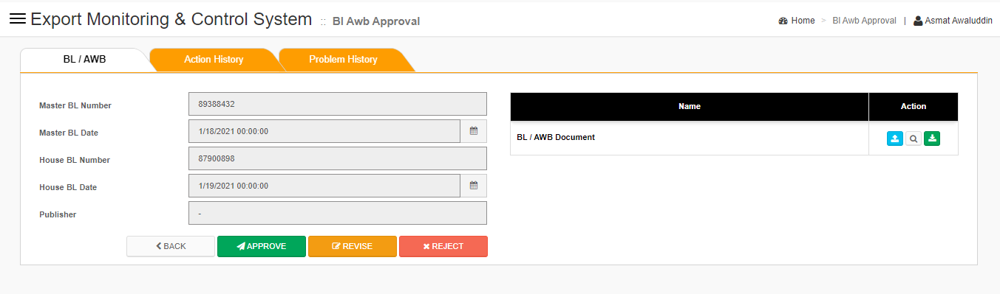 Export Monitoring & Control System :: Bl Awb Approval
Home > Bl Awb Approval | Asmat Awaluddin
BL / AWB
Action History
Problem History
Master BL Number
89388432
Master BL Date
1/18/2021 00:00:00
House BL Number
87900898
House BL Date
1/19/2021 00:00:00
Publisher
-
BACK
APPROVE
REVISE
REJECT
Name
Action
BL / AWB Document